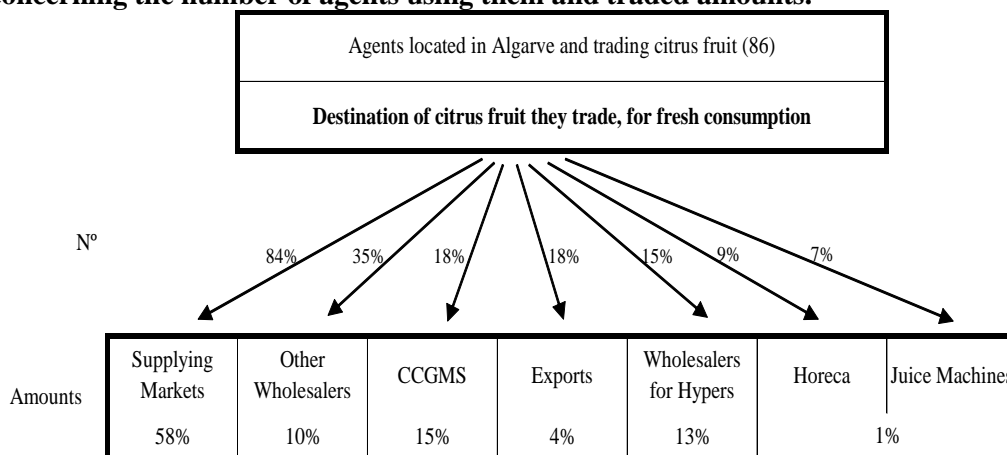 concerning the number of agents using them and traded amounts.
Agents located in Algarve and trading citrus fruit (86)
Destination of citrus fruit they trade, for fresh consumption
Nº
84% 35% 18% 18% 15% 9% 7%
Supplying Markets
Other Wholesalers
CCGMS
Exports
Wholesalers for Hypers
Horeca
Juice Machines
Amounts
58% 10% 15% 4% 13% 1%